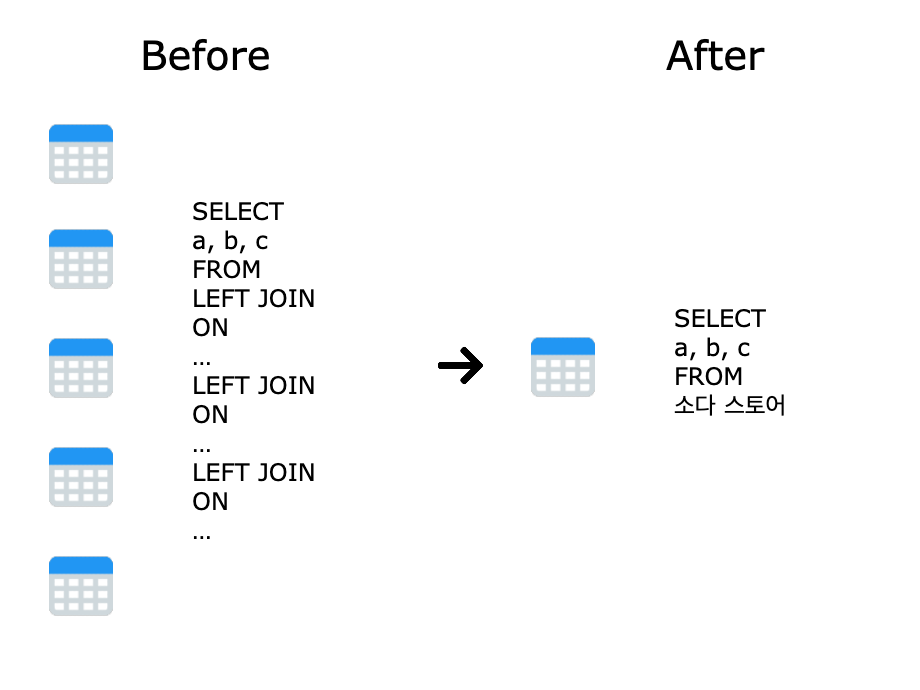 Before
After
SELECT
a, b, c
FROM
LEFT JOIN
ON
...
LEFT JOIN
ON
...
LEFT JOIN
ON
...
SELECT
a, b, c
FROM
소다 스토어